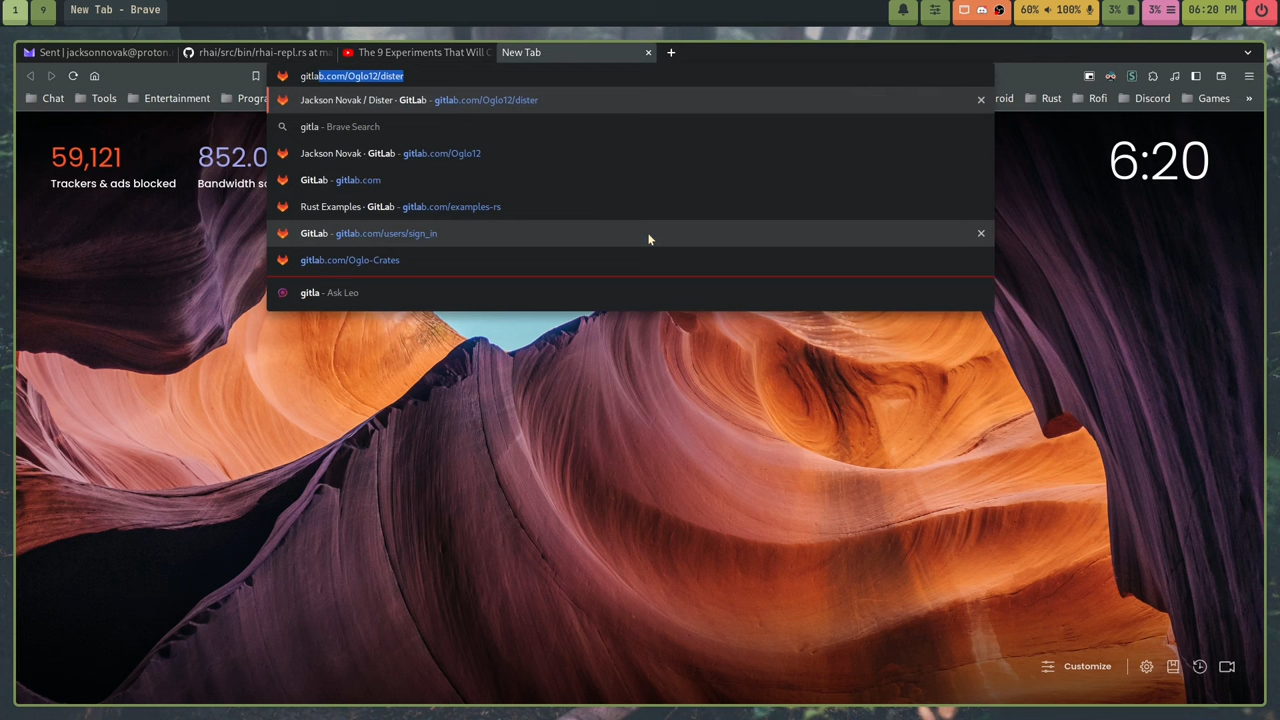 1
9
New Tab - Brave
60%
100%
3%
3%
06:20 PM
Sent | jacksonnovak@proton.
rhai/src/bin/rhai-repl.rs at ma
The 9 Experiments That Will C
New Tab
gitlab.com/Oglo12/dister
Chat
Tools
Entertainment
Progra
roid
Rust
Rofi
Discord
Games
»
Jackson Novak / Dister · GitLab - gitlab.com/Oglo12/dister
gitla - Brave Search
Jackson Novak · GitLab - gitlab.com/Oglo12
GitLab - gitlab.com
Rust Examples · GitLab - gitlab.com/examples-rs
GitLab - gitlab.com/users/sign_in
gitlab.com/Oglo-Crates
gitla - Ask Leo
59,121
Trackers & ads blocked
852.0
Bandwidth sa
6:20
Customize